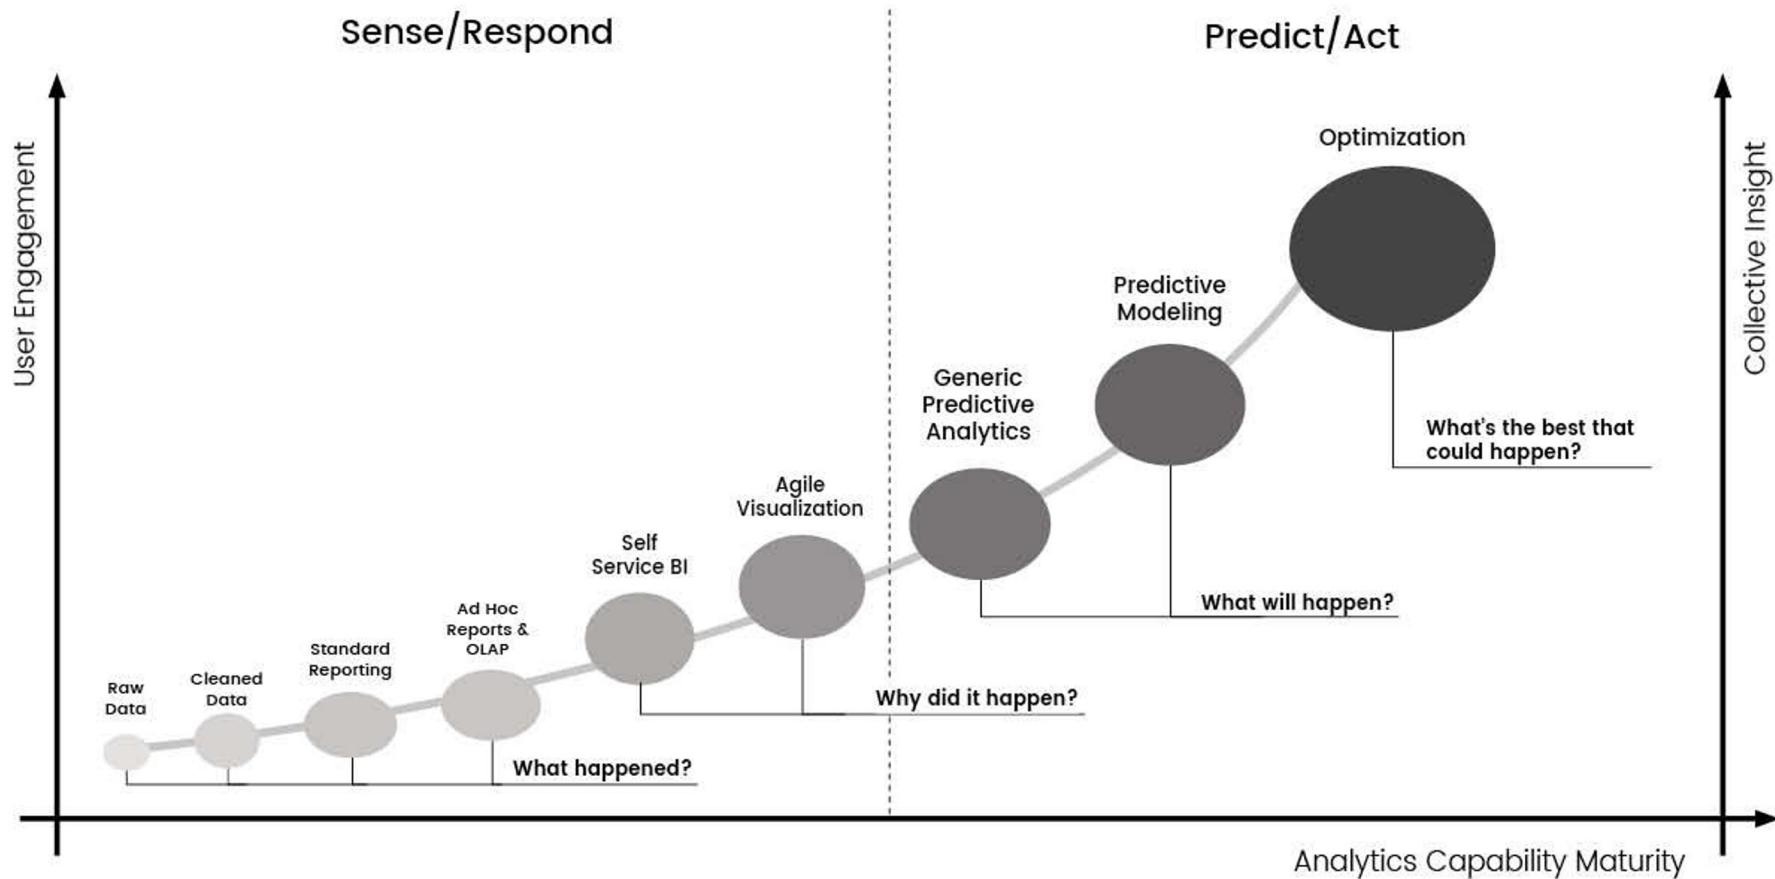 Sense/Respond
Predict/Act
User Engagement
Collective Insight
Optimization
Predictive
Modeling
Generic
Predictive
Analytics
What's the best that
could happen?
Agile
Visualization
Self
Service BI
What will happen?
Ad Hoc
Reports &
OLAP
Standard
Reporting
Cleaned
Data
Raw
Data
Why did it happen?
What happened?
Analytics Capability Maturity